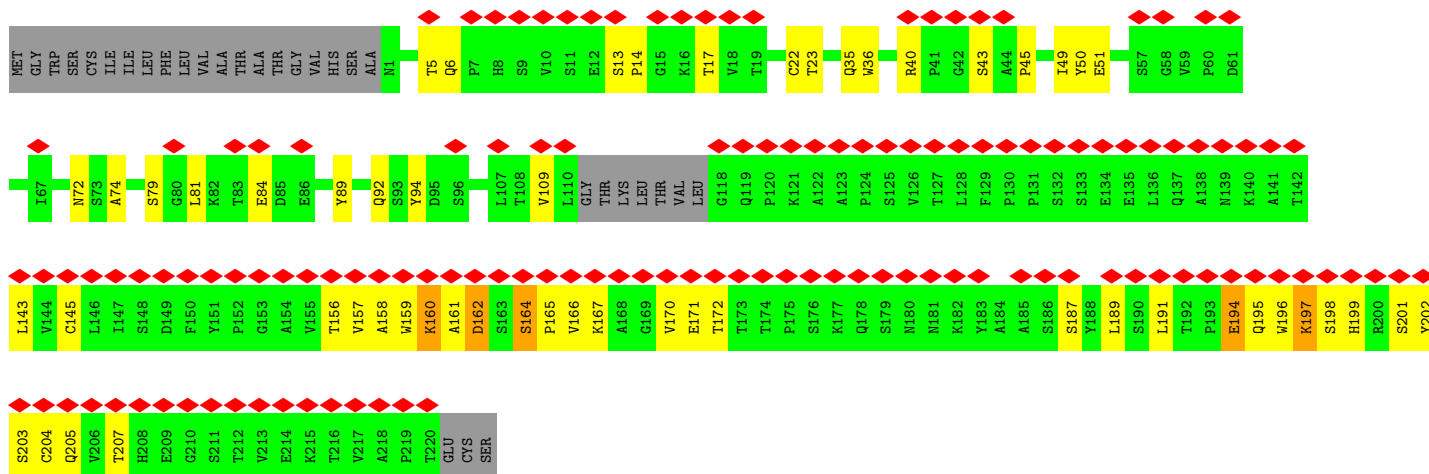 MET GLY TRP SER CYS ILE ILE LEU PHE LEU VAL ALA THR ALA THR GLY VAL HIS SER ALA N1 T5 Q6 P7 H8 S9 V10 S11 E12 S13 P14 G15 K16 T17 V18 T19 C22 T23 Q35 W36 R40 P41 G42 S43 A44 P45 I49 Y50 E51 S57 G58 V59 P60 D61
I67 N72 S73 A74 S79 G80 L81 K82 T83 E84 D85 E86 Y89 Q92 S93 Y94 D95 S96 L107 T108 V109 L110 GLY THR LYS LEU THR VAL LEU G118 Q119 P120 K121 A122 A123 P124 S125 V126 T127 L128 F129 P130 P131 S132 S133 E134 E135 L136 Q137 A138 N139 K140 A141 T142
L143 V144 C145 L146 I147 S148 D149 F150 Y151 P152 G153 A154 V155 T156 V157 A158 W159 K160 A161 D162 S163 S164 P165 V166 K167 A168 G169 V170 E171 T172 T173 T174 P175 S176 K177 Q178 S179 N180 N181 K182 Y183 A184 A185 S186 S187 Y188 L189 S190 L191 T192 P193 E194 Q195 W196 K197 S198 H199 R200 S201 Y202
S203 C204 Q205 V206 T207 H208 E209 G210 S211 T212 V213 E214 K215 T216 V217 A218 P219 T220 GLU CYS SER